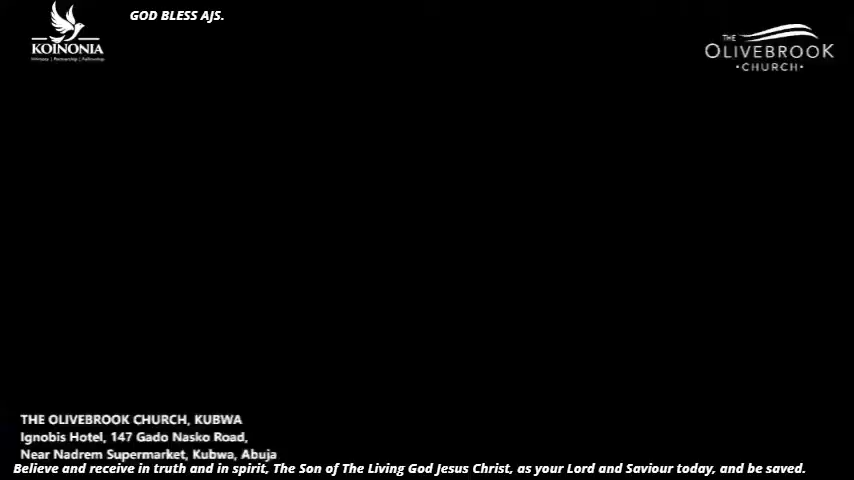 GOD BLESS AJS.
KOINONIA
THE
OLIVEBROOK
•CHURCH•
THE OLIVEBROOK CHURCH, KUBWA
Ignobis Hotel, 147 Gado Nasko Road,
Near Nadrem Supermarket, Kubwa, Abuja
Believe and receive in truth and in spirit, The Son of The Living God Jesus Christ, as your Lord and Saviour today, and be saved.